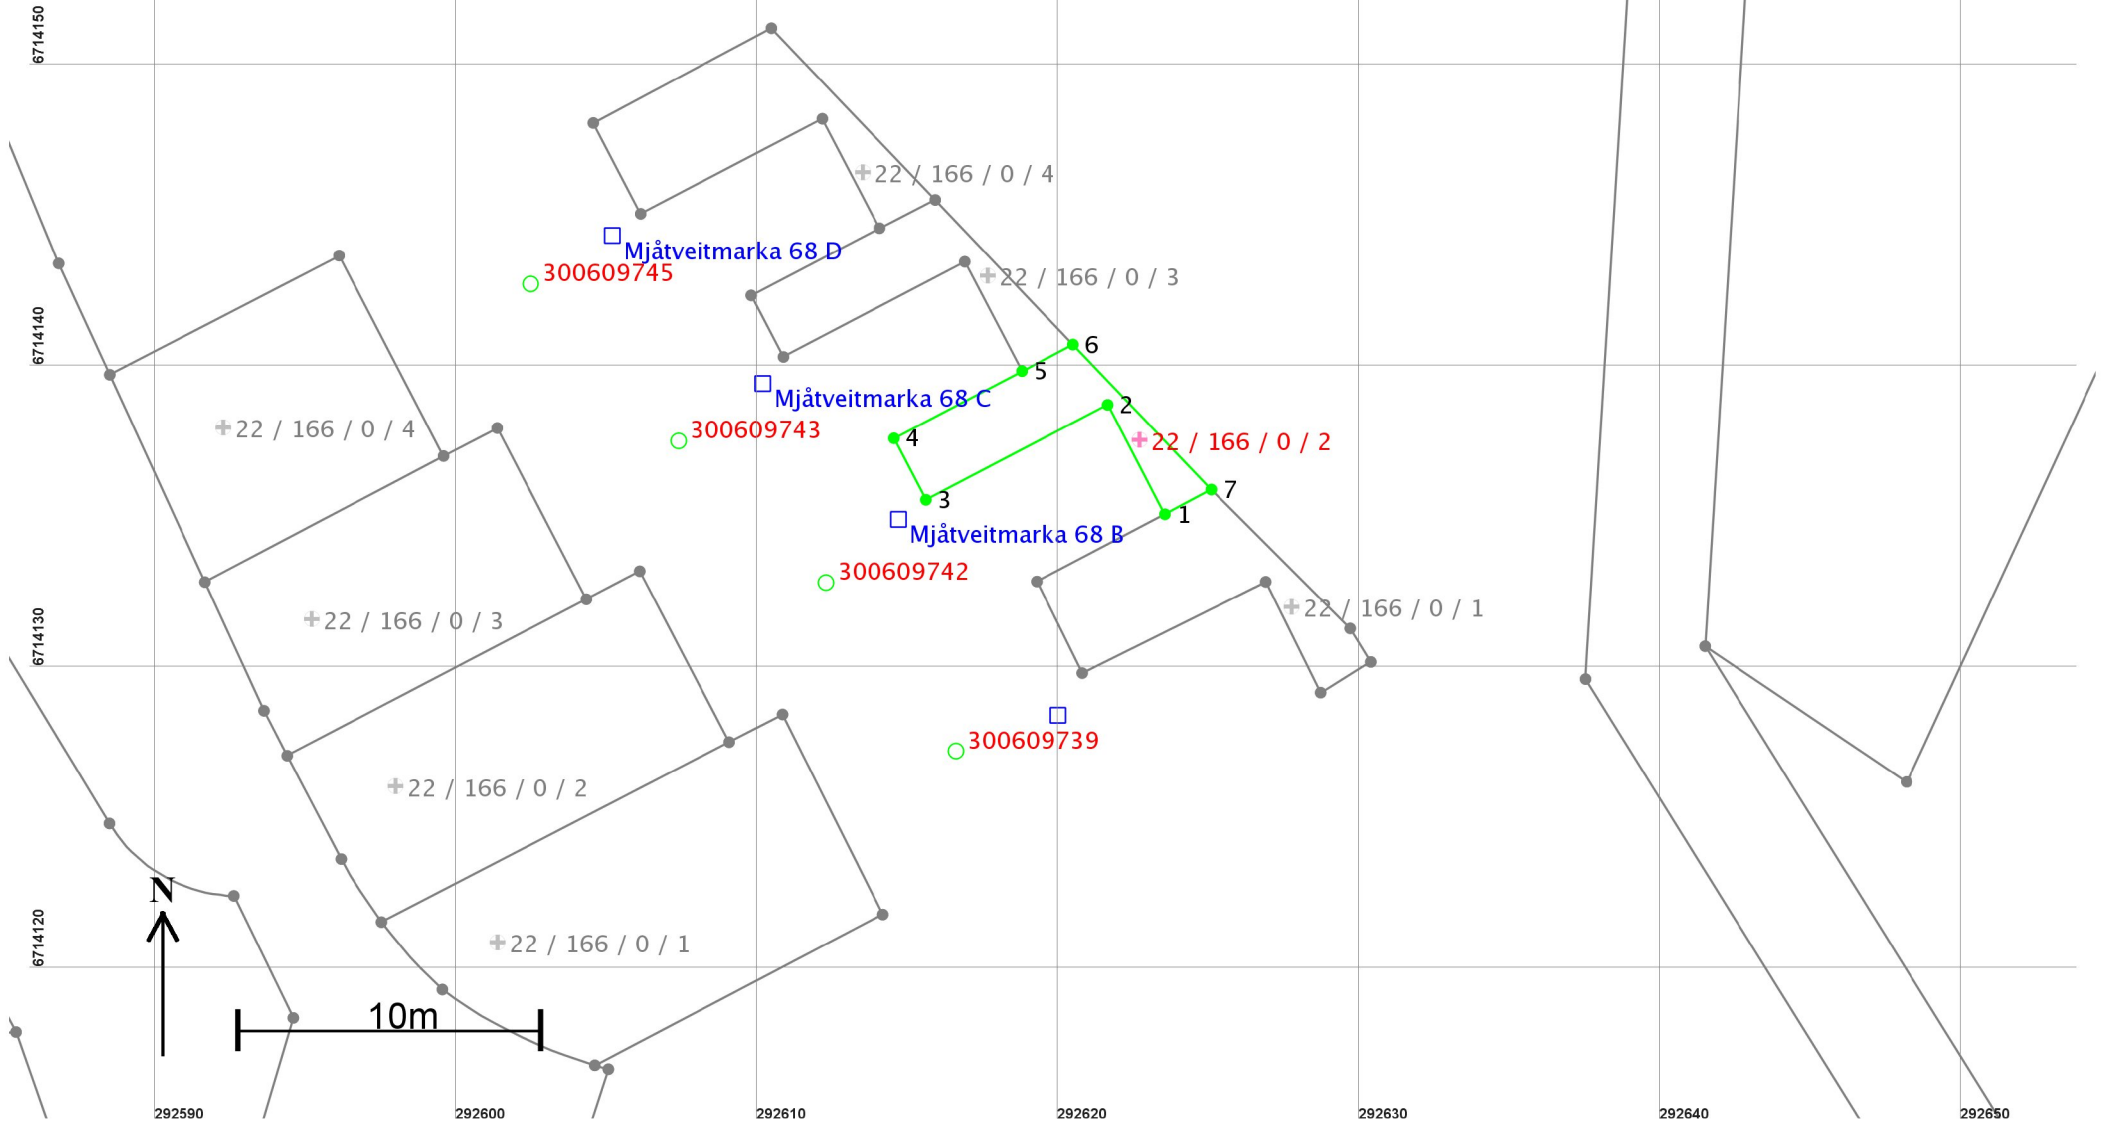 6714150
22 / 166 / 0 / 4
Mjåtveitmarka 68 D
300609745
22 / 166 / 0 / 3
6714140
6
5
Mjåtveitmarka 68 C
2
22 / 166 / 0 / 4
300609743
4
22 / 166 / 0 / 2
7
3
1
Mjåtveitmarka 68 B
300609742
22 / 166 / 0 / 1
22 / 166 / 0 / 3
6714130
300609739
22 / 166 / 0 / 2
N
6714120
22 / 166 / 0 / 1
10m
292590
292600
292610
292620
292630
292640
292650